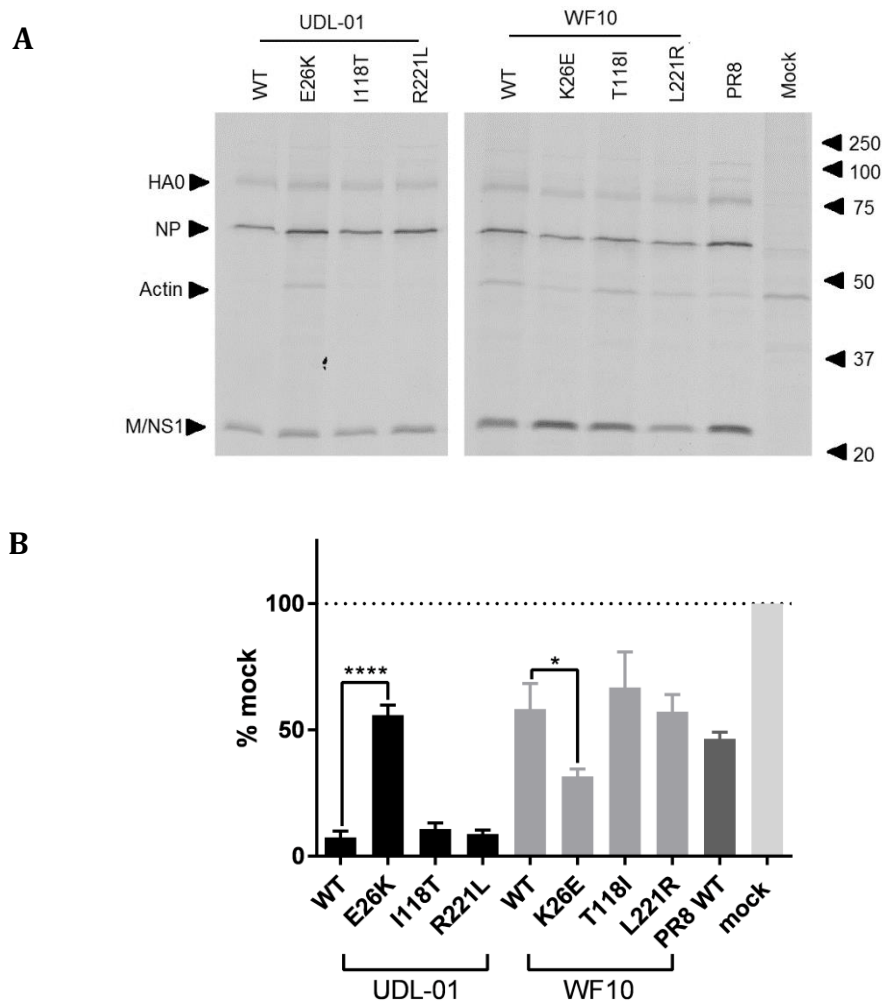 A
UDL-01
WF10
WT
E26K
I118T
R221L
WT
K26E
T118I
L221R
PR8
Mock
HA0
NP
Actin
M/NS1
250
100
75
50
37
20
B
% mock
100
50
0
****
*
WT
E26K
I118T
R221L
WT
K26E
T118I
L221R
PR8 WT
mock
UDL-01
WF10